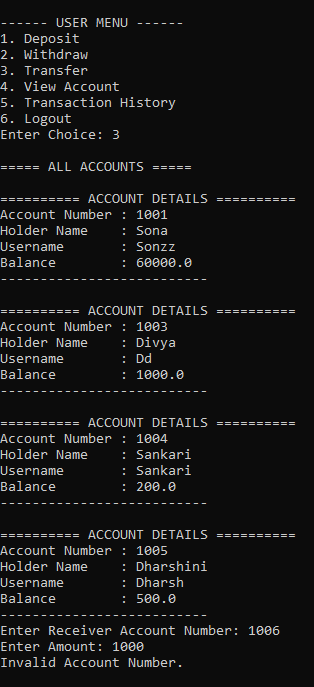 ------ USER MENU ------
1. Deposit
2. Withdraw
3. Transfer
4. View Account
5. Transaction History
6. Logout
Enter Choice: 3
===== ALL ACCOUNTS =====
========== ACCOUNT DETAILS ==========
Account Number : 1001
Holder Name    : Sona
Username       : Sonzz
Balance        : 60000.0
--------------------------
========== ACCOUNT DETAILS ==========
Account Number : 1003
Holder Name    : Divya
Username       : Dd
Balance        : 1000.0
--------------------------
========== ACCOUNT DETAILS ==========
Account Number : 1004
Holder Name    : Sankari
Username       : Sankari
Balance        : 200.0
--------------------------
========== ACCOUNT DETAILS ==========
Account Number : 1005
Holder Name    : Dharshini
Username       : Dharsh
Balance        : 500.0
--------------------------
Enter Receiver Account Number: 1006
Enter Amount: 1000
Invalid Account Number.